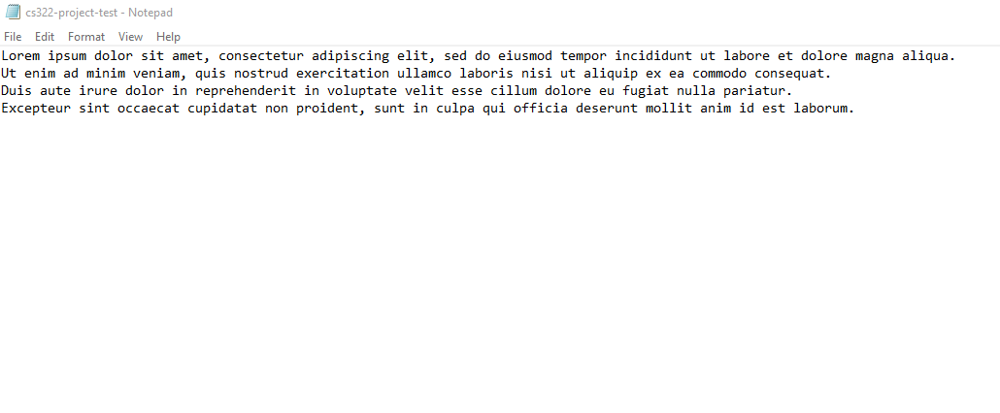 cs322-project-test - Notepad
File Edit Format View Help
Lorem ipsum dolor sit amet, consectetur adipiscing elit, sed do eiusmod tempor incididunt ut labore et dolore magna aliqua.
Ut enim ad minim veniam, quis nostrud exercitation ullamco laboris nisi ut aliquip ex ea commodo consequat.
Duis aute irure dolor in reprehenderit in voluptate velit esse cillum dolore eu fugiat nulla pariatur.
Excepteur sint occaecat cupidatat non proident, sunt in culpa qui officia deserunt mollit anim id est laborum.